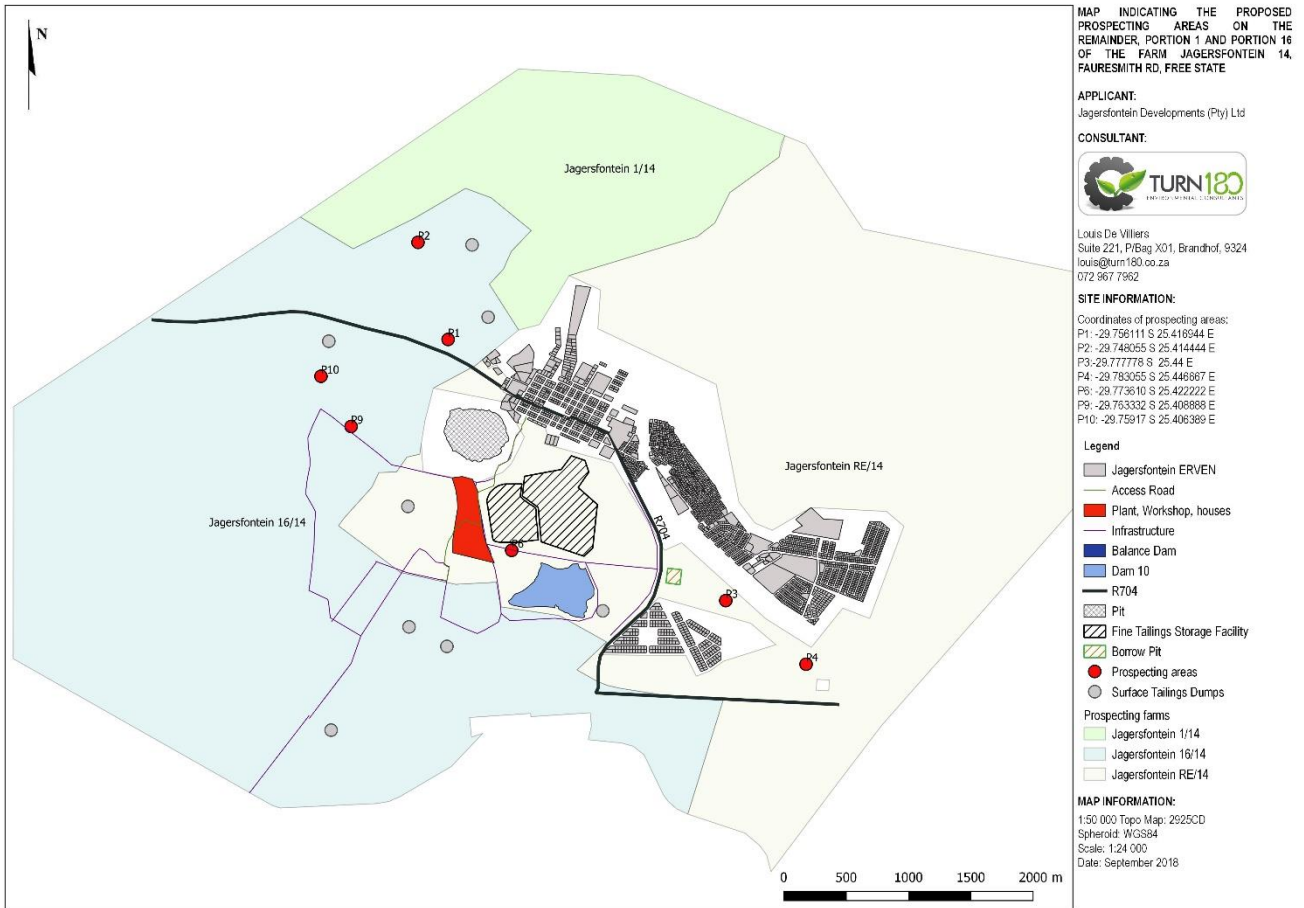 N
Jagersfontein 1/14
P2
P1
P10
P9
Jagersfontein RE/14
Jagersfontein 16/14
R704
P6
P3
P4
0 500 1000 1500 2000 m
MAP INDICATING THE PROPOSED
PROSPECTING AREAS ON THE
REMAINDER, PORTION 1 AND PORTION 16
OF THE FARM JAGERSFONTEIN 14,
FAURESMITH RD, FREE STATE
APPLICANT:
Jagersfontein Developments (Pty) Ltd
CONSULTANT:
TURN180
ENVIRONMENTAL CONSULTANTS
Louis De Villiers
Suite 221, P/Bag X01, Brandhof, 9324
louis@turn180.co.za
072 967 7962
SITE INFORMATION:
Coordinates of prospecting areas:
P1: -29.756111 S 25.416944 E
P2: -29.748055 S 25.414444 E
P3:-29.777778 S 25.44 E
P4: -29.783055 S 25.446667 E
P6: -29.773610 S 25.422222 E
P9: -29.763332 S 25.408888 E
P10: -29.75917 S 25.406389 E
Legend
Jagersfontein ERVEN
Access Road
Plant, Workshop, houses
Infrastructure
Balance Dam
Dam 10
R704
Pit
Fine Tailings Storage Facility
Borrow Pit
Prospecting areas
Surface Tailings Dumps
Prospecting farms
Jagersfontein 1/14
Jagersfontein 16/14
Jagersfontein RE/14
MAP INFORMATION:
1:50 000 Topo Map: 2925CD
Spheroid: WGS84
Scale: 1:24 000
Date: September 2018